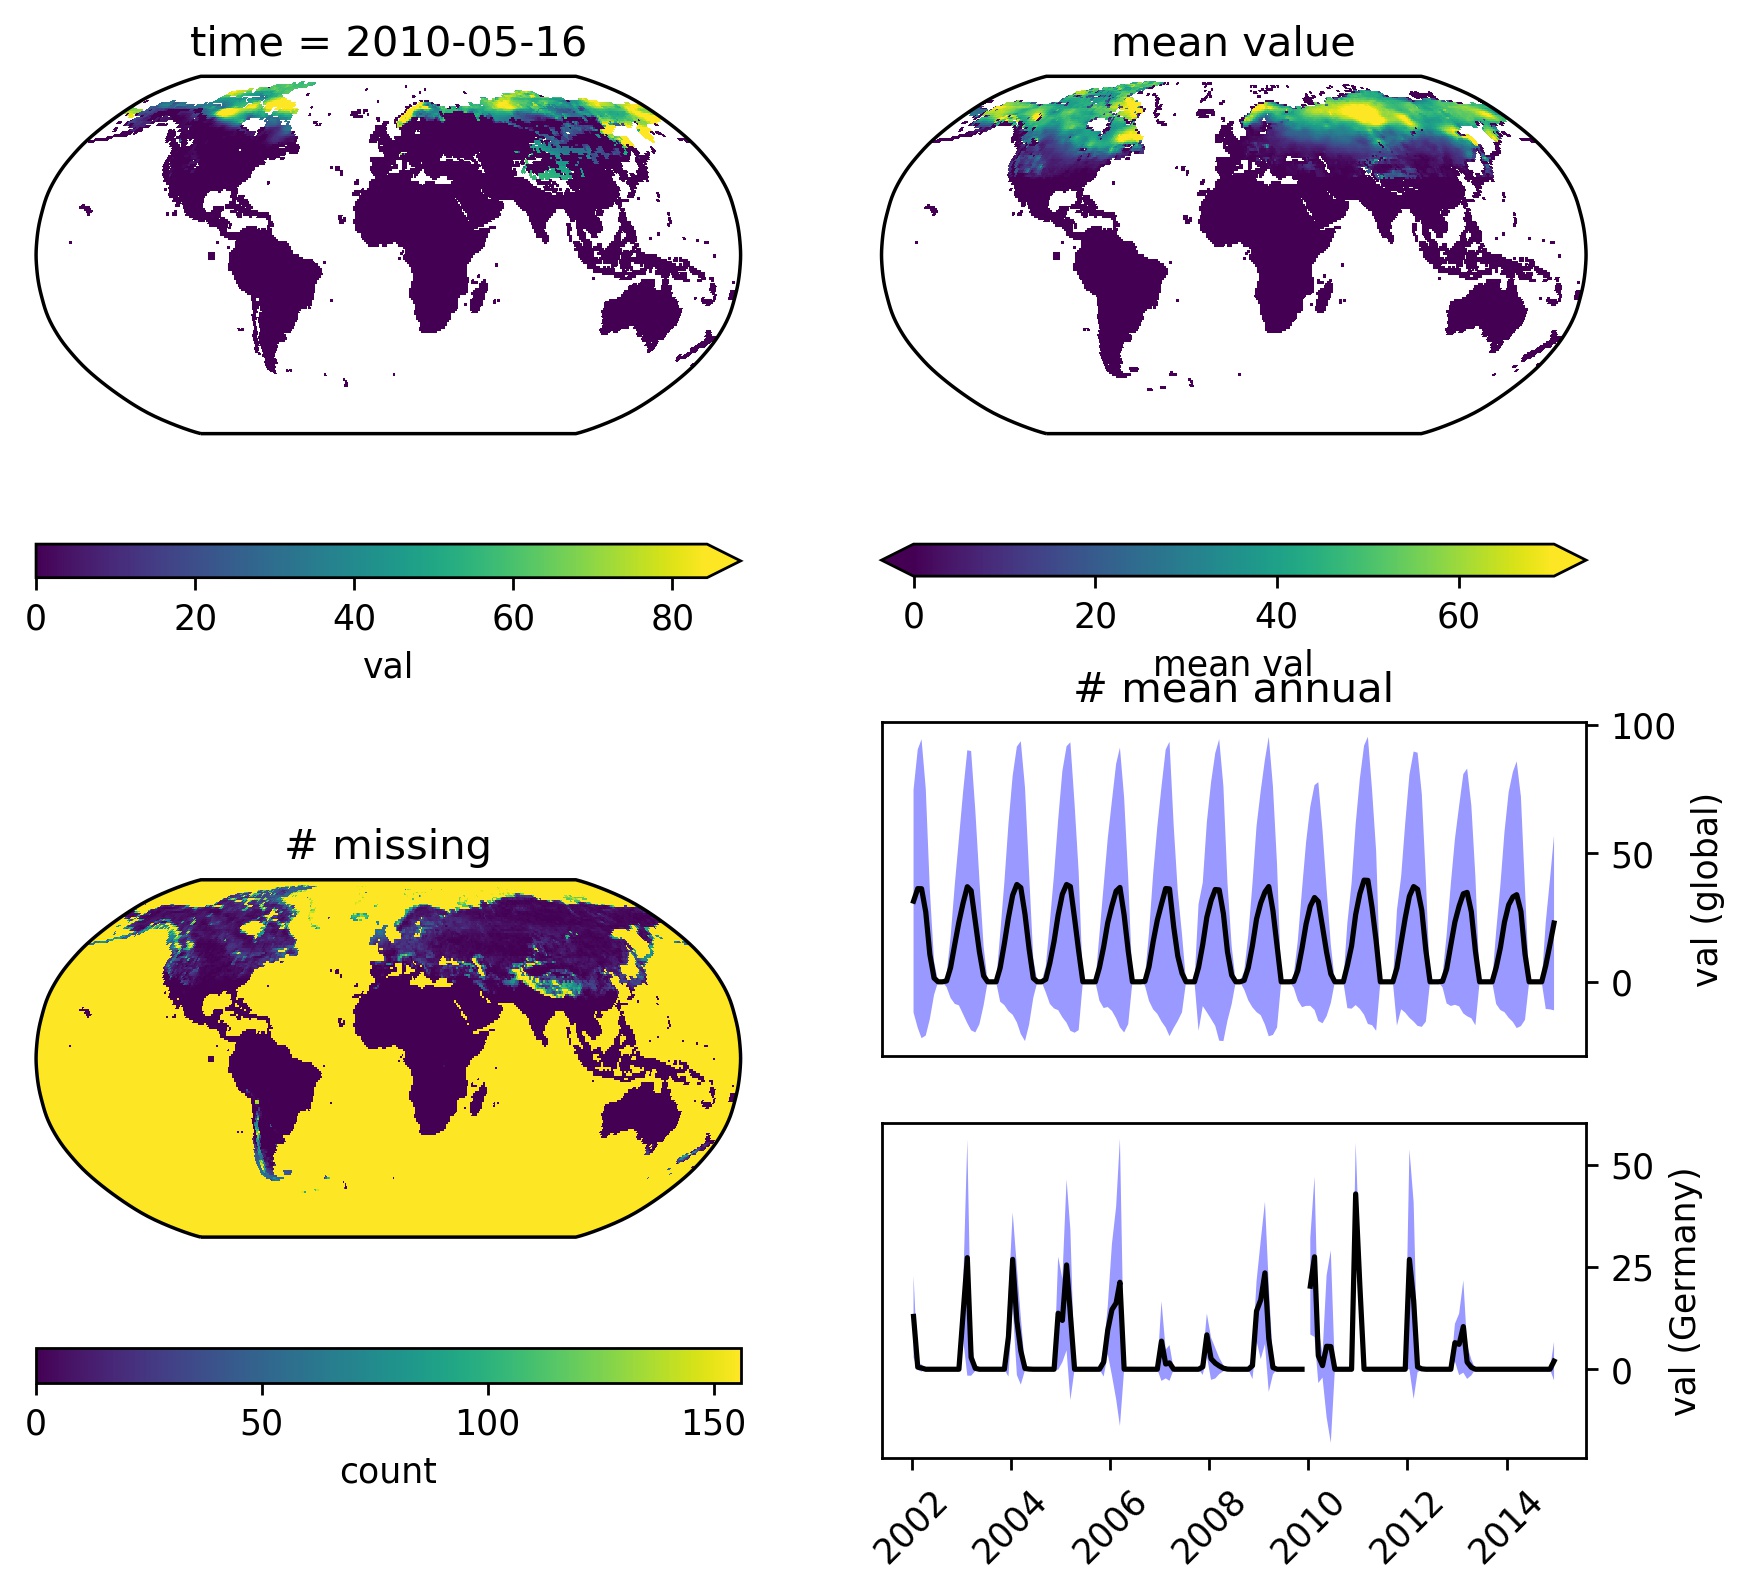 time = 2010-05-16
0 20 40 60 80
val
mean value
0 20 40 60
mean val
# missing
0 50 100 150
count
# mean annual
100
50
0
val (global)
50
25
0
val (Germany)
2002 2004 2006 2008 2010 2012 2014